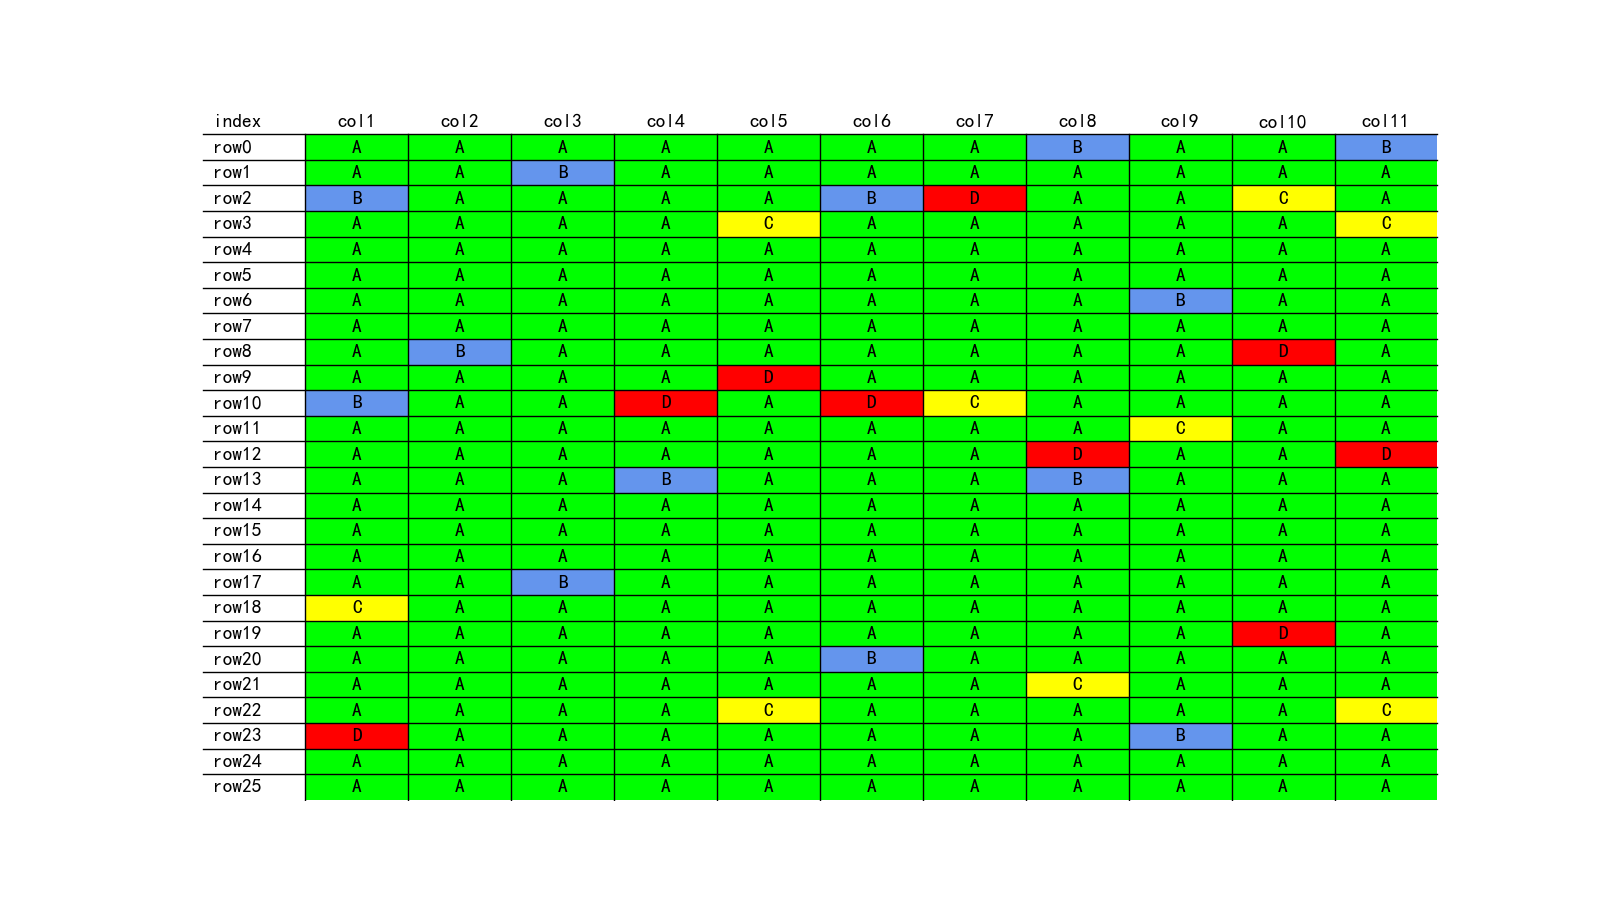 index col1 col2 col3 col4 col5 col6 col7 col8 col9 col10 col11
row0 A A A A A A A B A A B
row1 A A B A A A A A A A A
row2 B A A A A B D A A C A
row3 A A A A C A A A A A C
row4 A A A A A A A A A A A
row5 A A A A A A A A A A A
row6 A A A A A A A A B A A
row7 A A A A A A A A A A A
row8 A B A A A A A A A D A
row9 A A A A D A A A A A A
row10 B A A D A D C A A A A
row11 A A A A A A A A C A A
row12 A A A A A A A D A A D
row13 A A A B A A A B A A A
row14 A A A A A A A A A A A
row15 A A A A A A A A A A A
row16 A A A A A A A A A A A
row17 A A B A A A A A A A A
row18 C A A A A A A A A A A
row19 A A A A A A A A A D A
row20 A A A A A B A A A A A
row21 A A A A A A A C A A A
row22 A A A A C A A A A A C
row23 D A A A A A A A B A A
row24 A A A A A A A A A A A
row25 A A A A A A A A A A A